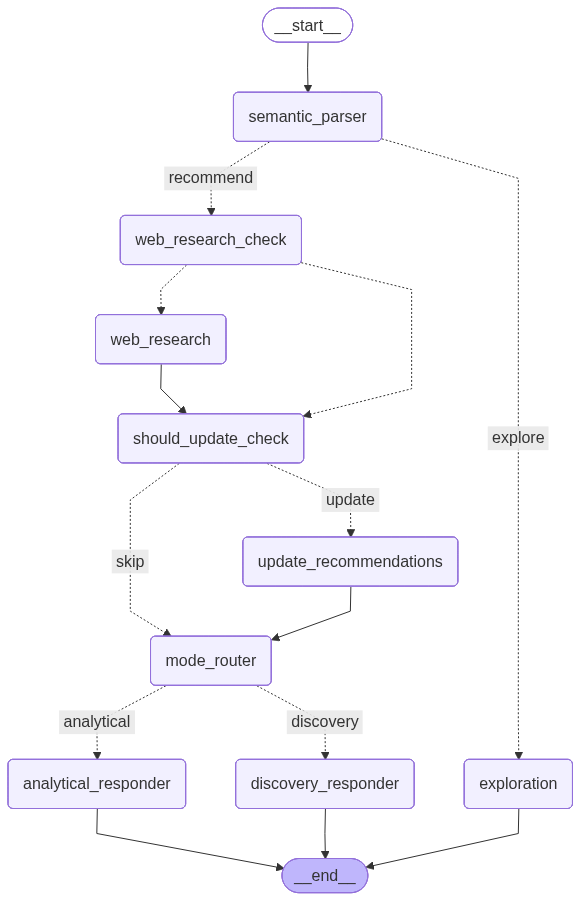 __start__
semantic_parser
recommend
web_research_check
web_research
should_update_check
explore
update
skip
update_recommendations
mode_router
analytical
discovery
analytical_responder
discovery_responder
exploration
__end__